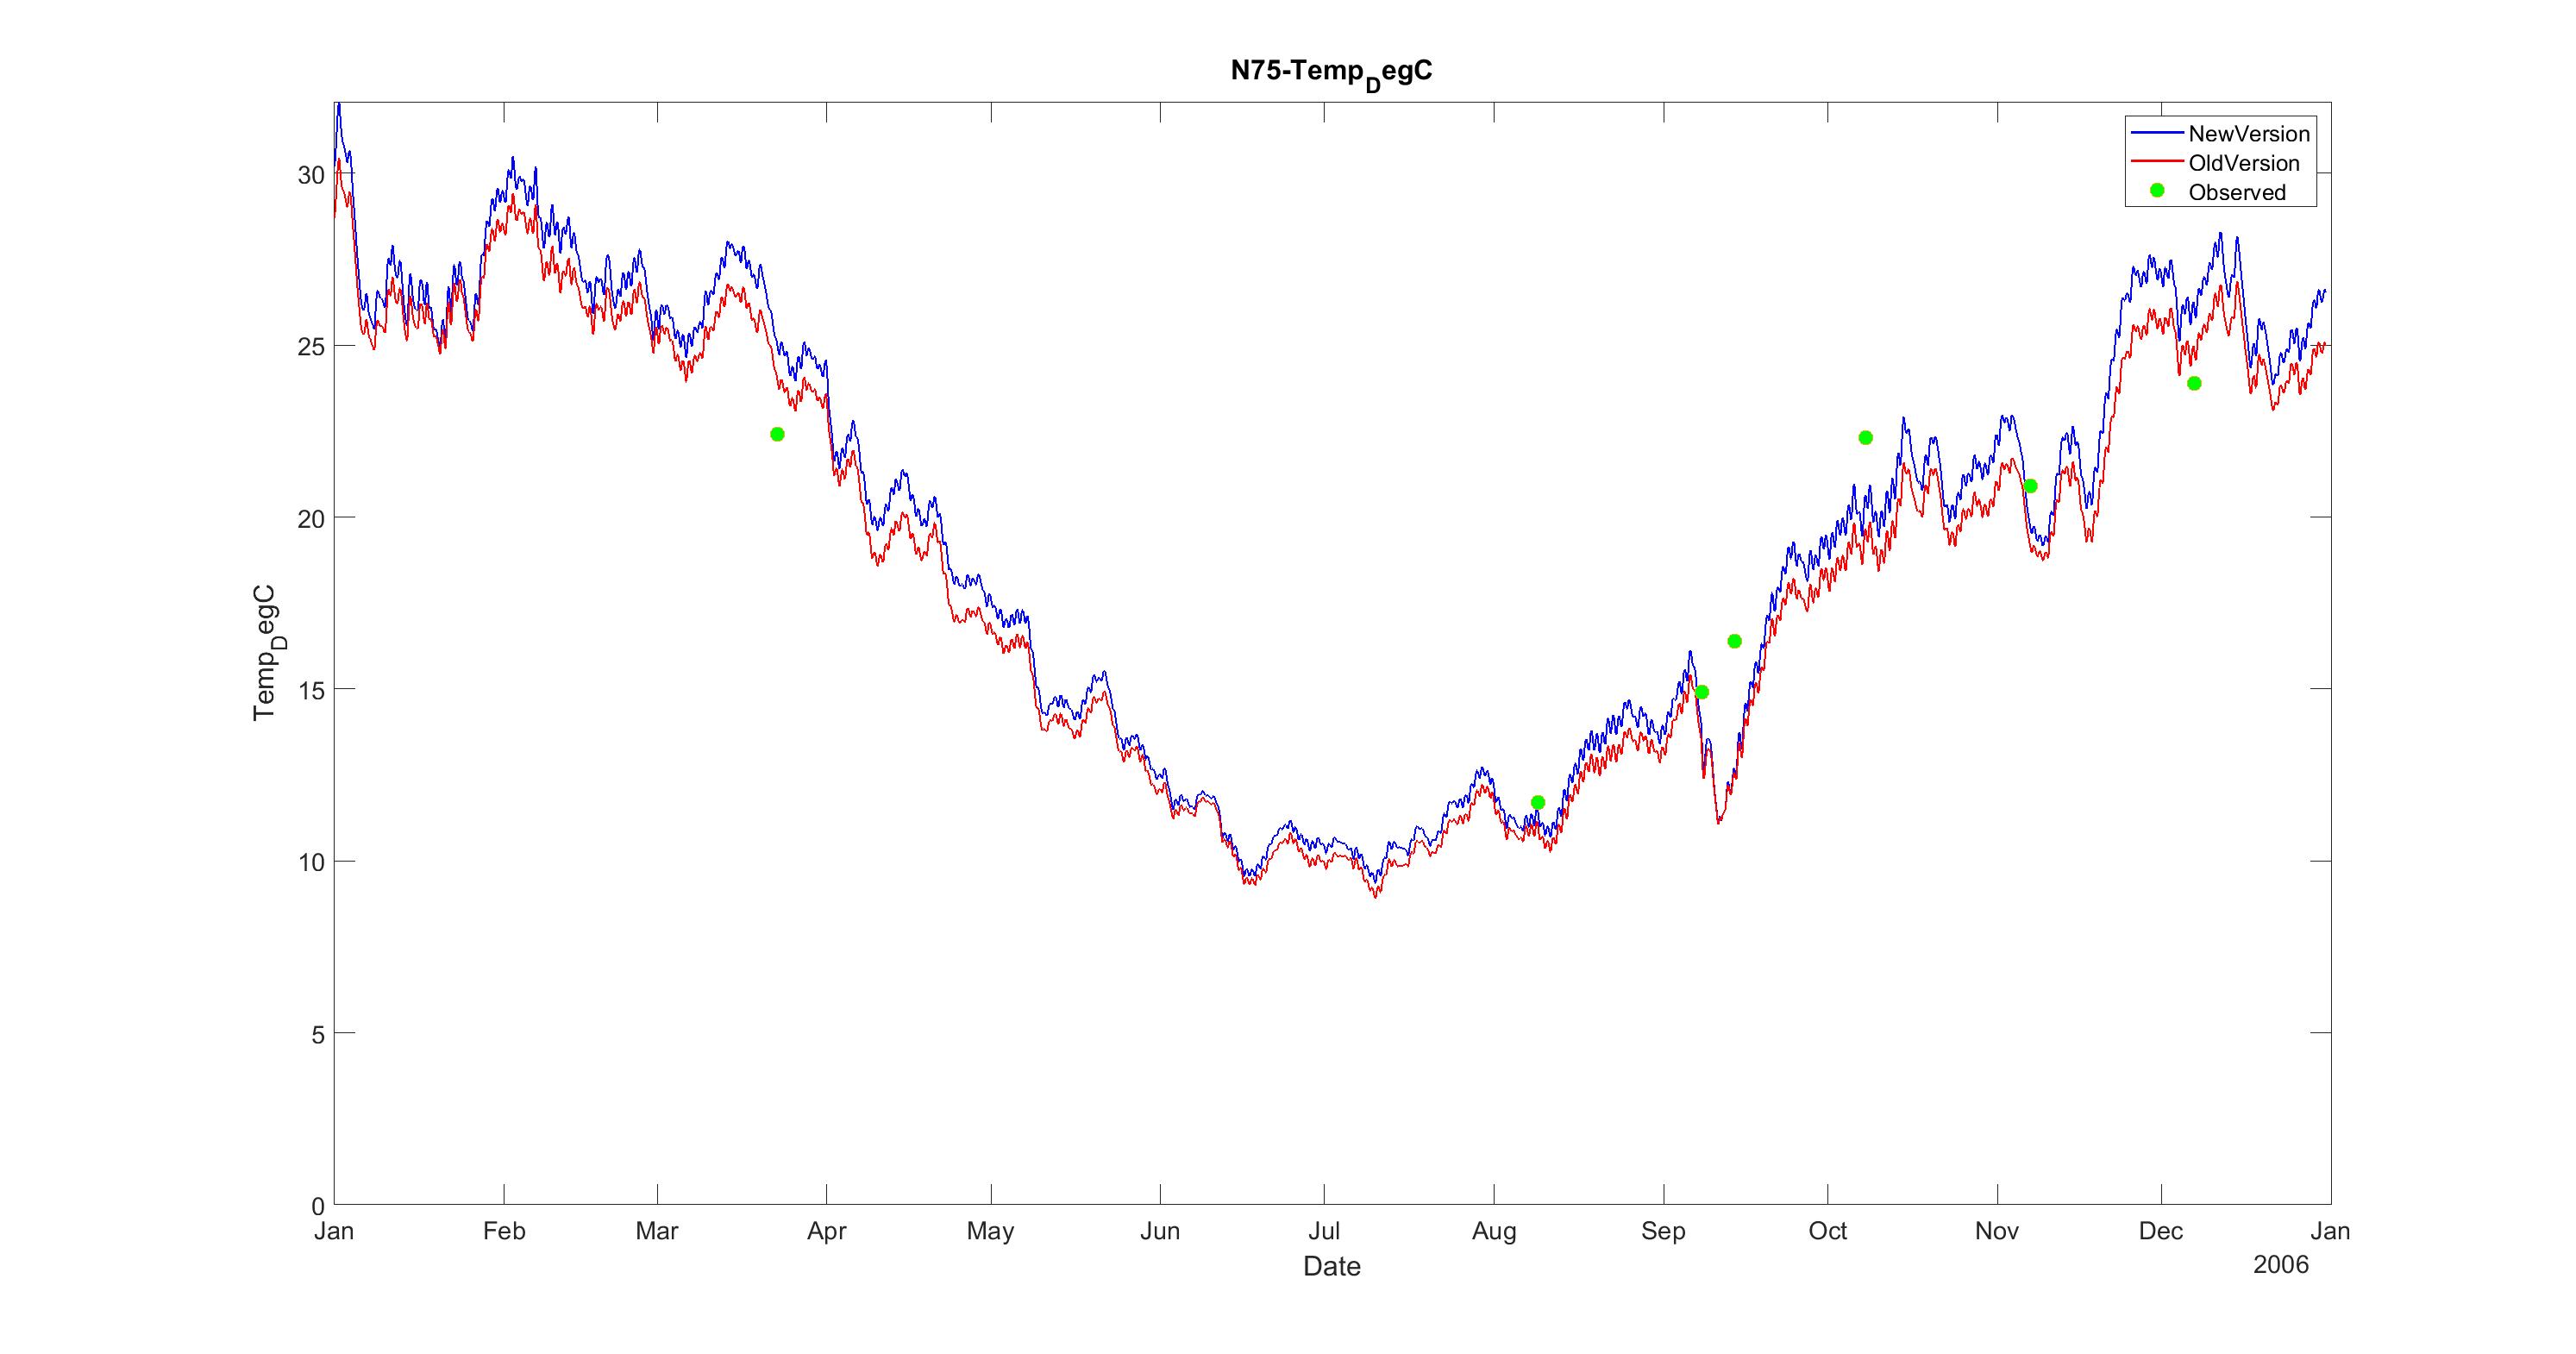 N75-Temp_DegC
NewVersion
OldVersion
Observed
30
25
20
15
10
5
0
Temp_DegC
Jan Feb Mar Apr May Jun Jul Aug Sep Oct Nov Dec Jan
Date
2006